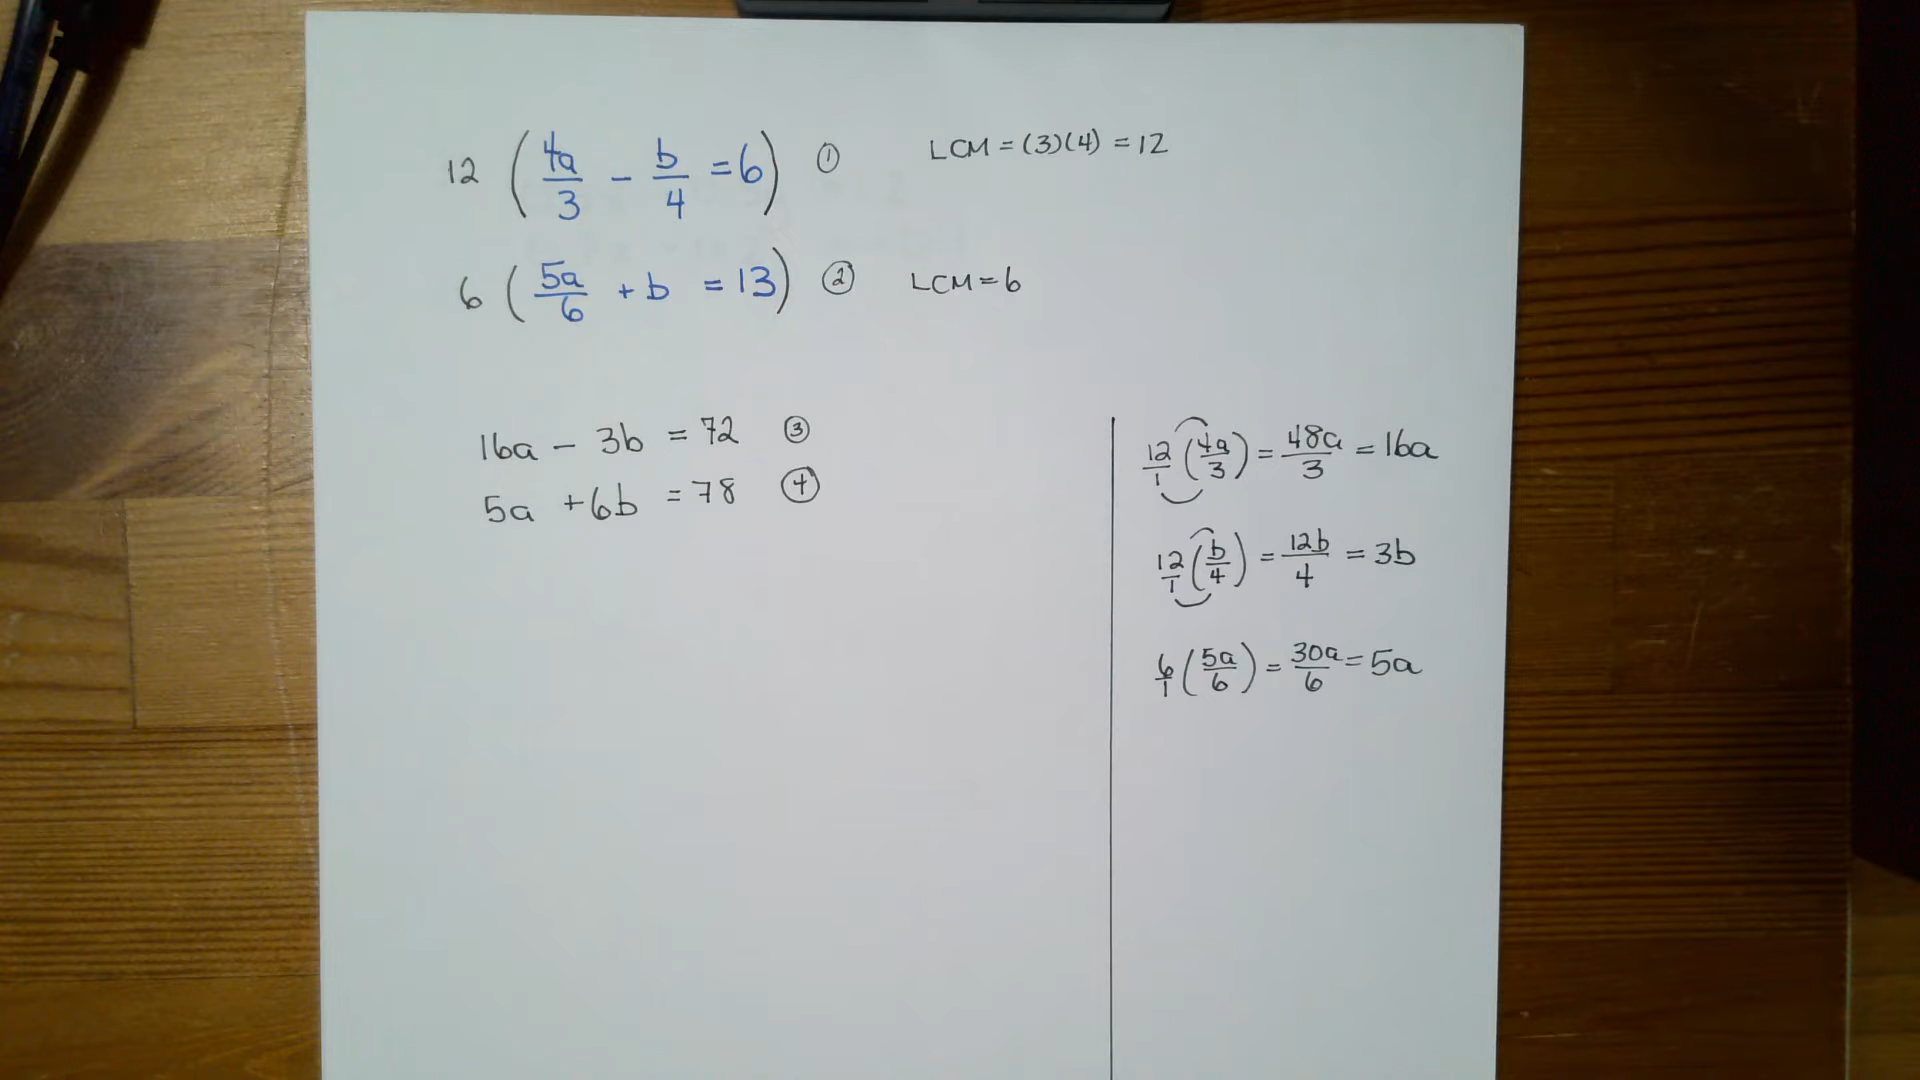 12 ( 4a/3 - b/4 = 6 ) ① LCM = (3)(4) = 12
6 ( 5a/6 + b = 13 ) ② LCM = 6
16a - 3b = 72 ③
5a + 6b = 78 ④
12/1 ( 4a/3 ) = 48a/3 = 16a
12/1 ( b/4 ) = 12b/4 = 3b
6/1 ( 5a/6 ) = 30a/6 = 5a